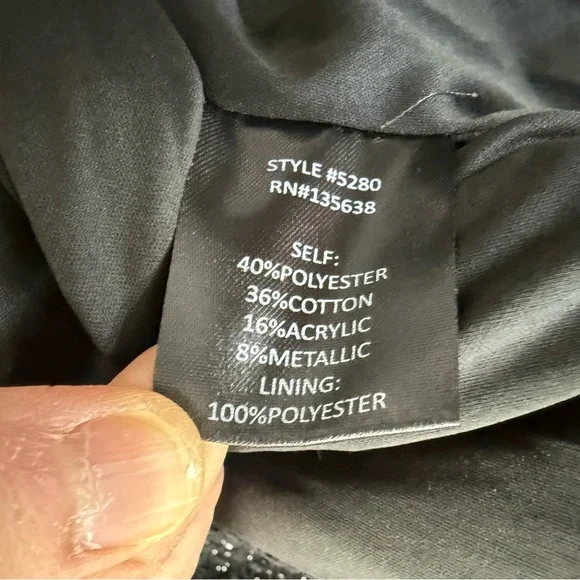 STYLE #5280
RN#135638
SELF:
40%POLYESTER
36%COTTON
16%ACRYLIC
8%METALLIC
LINING:
100%POLYESTER